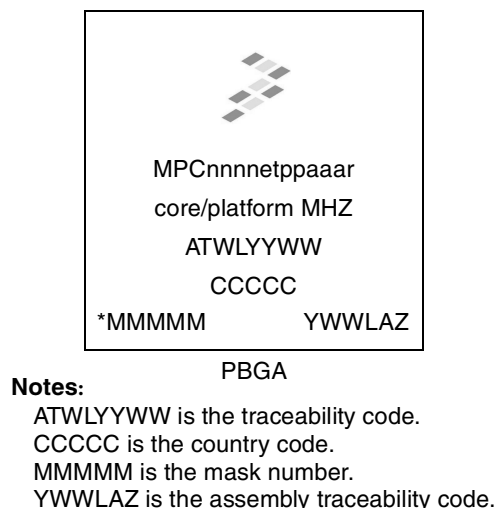 MPCnnnnetppaaar
core/platform MHZ
ATWLYYWW
CCCCC
*MMMMM YWWLAZ
PBGA
Notes:
ATWLYYWW is the traceability code.
CCCCC is the country code.
MMMMM is the mask number.
YWWLAZ is the assembly traceability code.